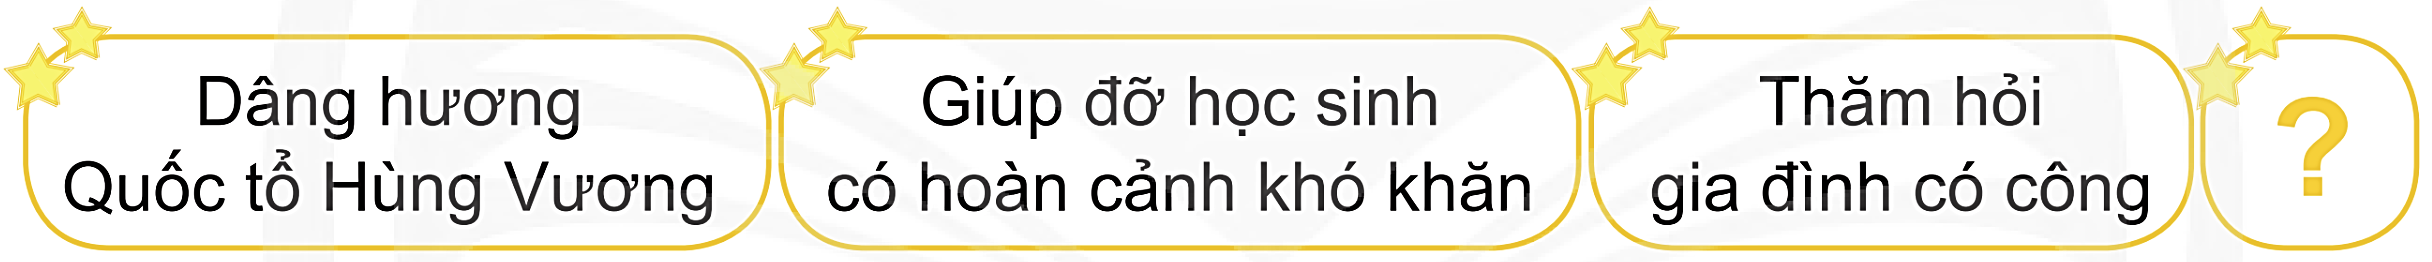 Dâng hương
Quốc tổ Hùng Vương
Giúp đỡ học sinh
có hoàn cảnh khó khăn
Thăm hỏi
gia đình có công
?